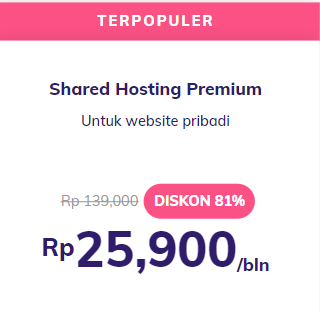 TERPOPULER
Shared Hosting Premium
Untuk website pribadi
Rp 139,000 DISKON 81%
Rp25,900/bln